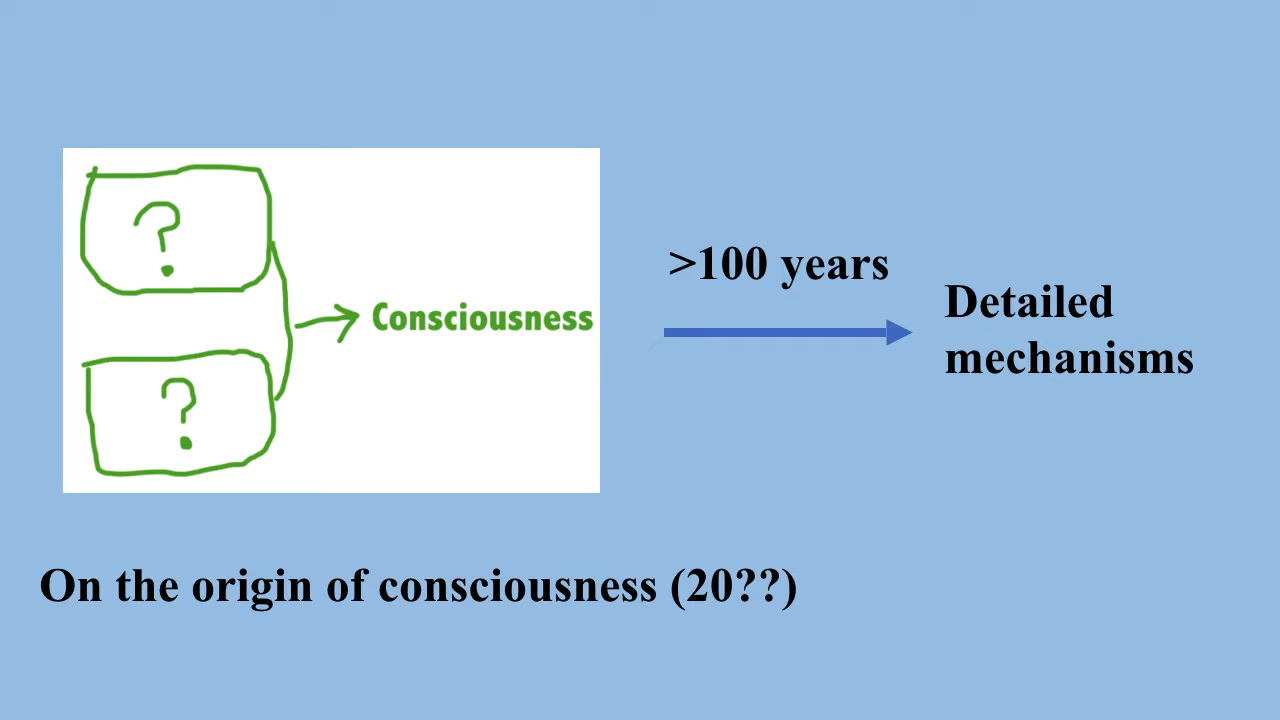 ?
?
Consciousness
>100 years
Detailed
mechanisms
On the origin of consciousness (20??)